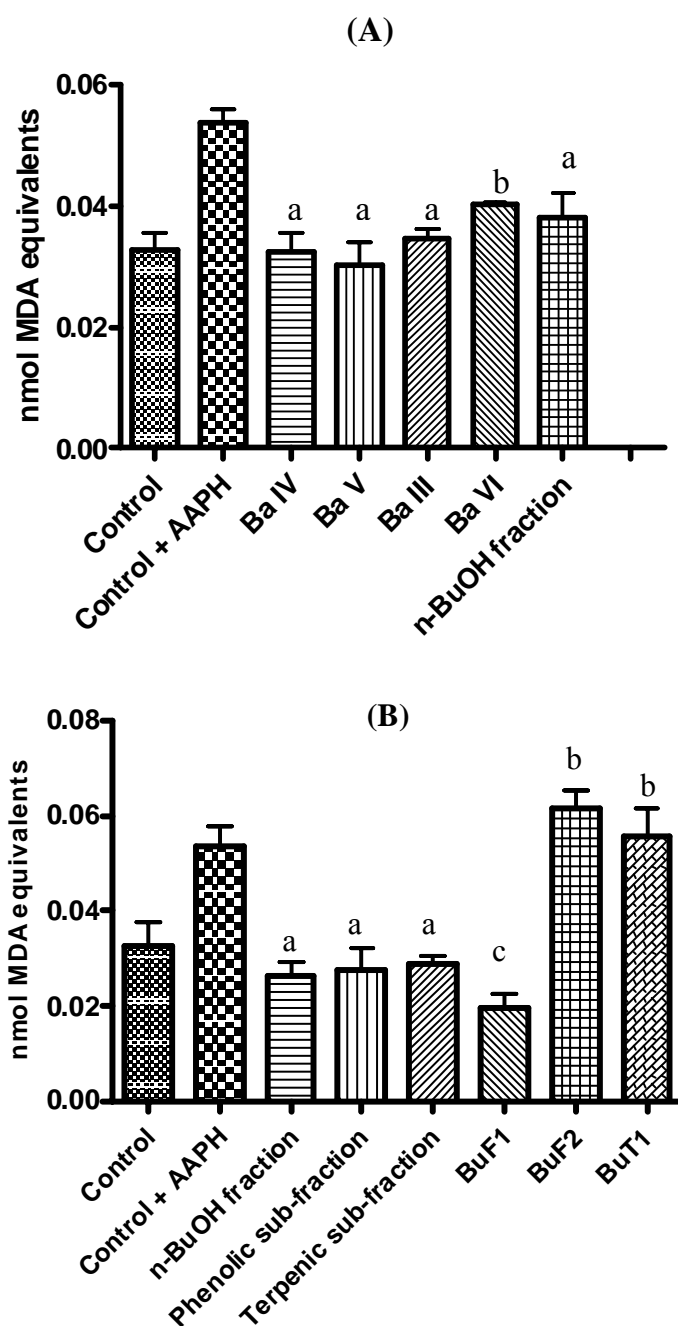 (A)
nmol MDA equivalents
0.06
0.04
0.02
0.00
a
a
a
b
a
Control
Control + AAPH
Ba IV
Ba V
Ba III
Ba VI
n-BuOH fraction
(B)
nmol MDA equivalents
0.08
0.06
0.04
0.02
0.00
a
a
a
c
b
b
Control
Control + AAPH
n-BuOH fraction
Phenolic sub-fraction
Terpenic sub-fraction
BuF1
BuF2
BuT1